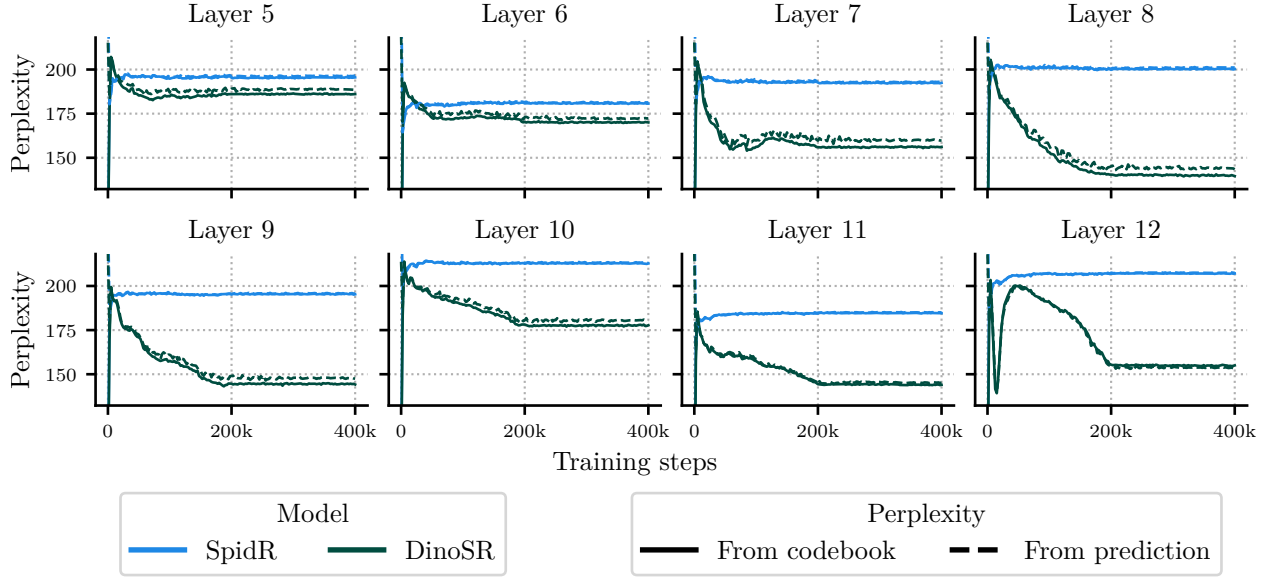 Layer 5 Layer 6 Layer 7 Layer 8
Perplexity
200
175
150
Layer 9 Layer 10 Layer 11 Layer 12
Perplexity
200
175
150
0 200k 400k 0 200k 400k 0 200k 400k 0 200k 400k
Training steps
Model
SpidR DinoSR
Perplexity
From codebook From prediction